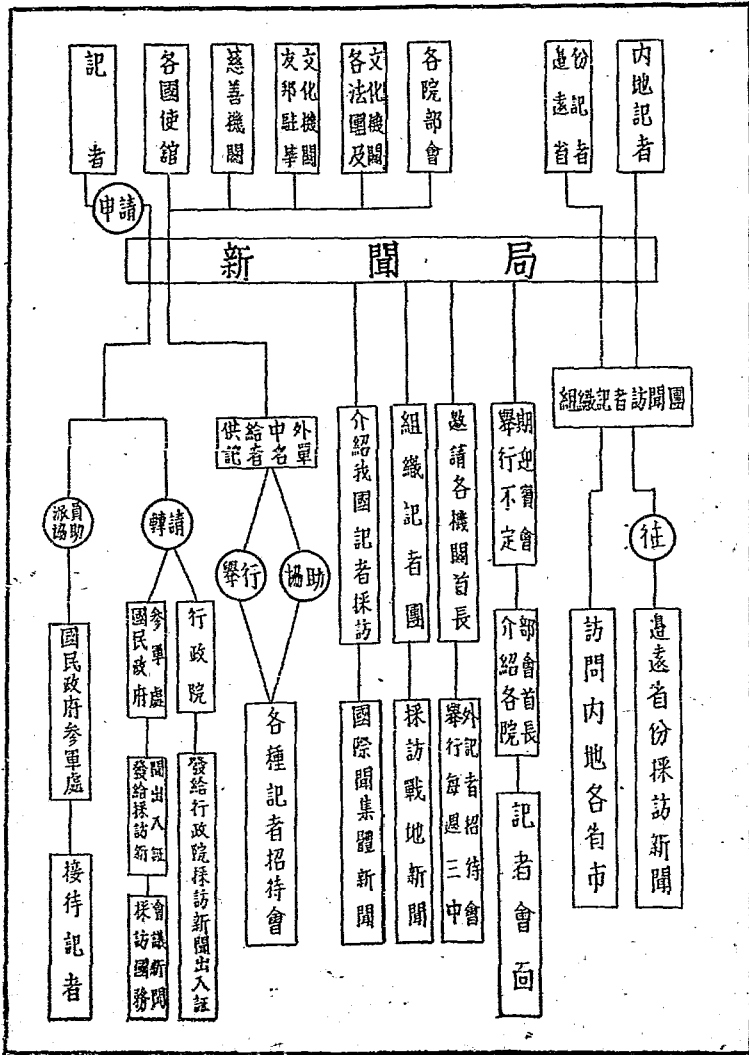 記者
各國使舘
慈善機關
友邦駐華
文化機關
各法團及
文化機關
各院部會
邊遠省
份記者
內地記者
申請
新聞局
組織記者訪聞團
供給中外
記者名單
介紹我國記者採訪
組織記者團
邀請各機關首長
舉行不定
期迎賓會
派員
協助
轉請
舉行
協助
往
國民政府參軍處
國民政府
參軍處
行政院
各種記者招待會
國際聞集體新聞
採訪戰地新聞
舉行每週三中
外記者招待會
介紹各院
部會首長
訪問內地各省市
邊遠省份採訪新聞
接待記者
發給採訪新
聞出入証
採訪國務
會議新聞
發給行政院採訪新聞出入証
記者會面